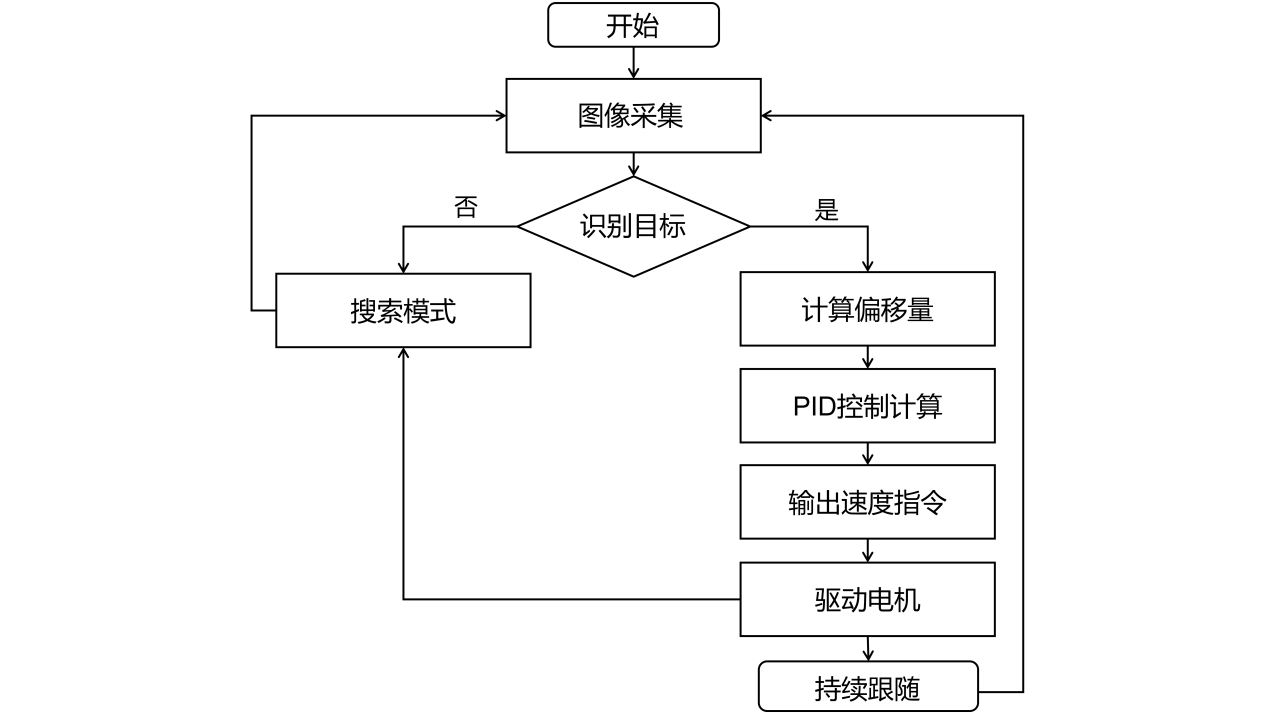 开始
图像采集
识别目标
否
是
搜索模式
计算偏移量
PID控制计算
输出速度指令
驱动电机
持续跟随